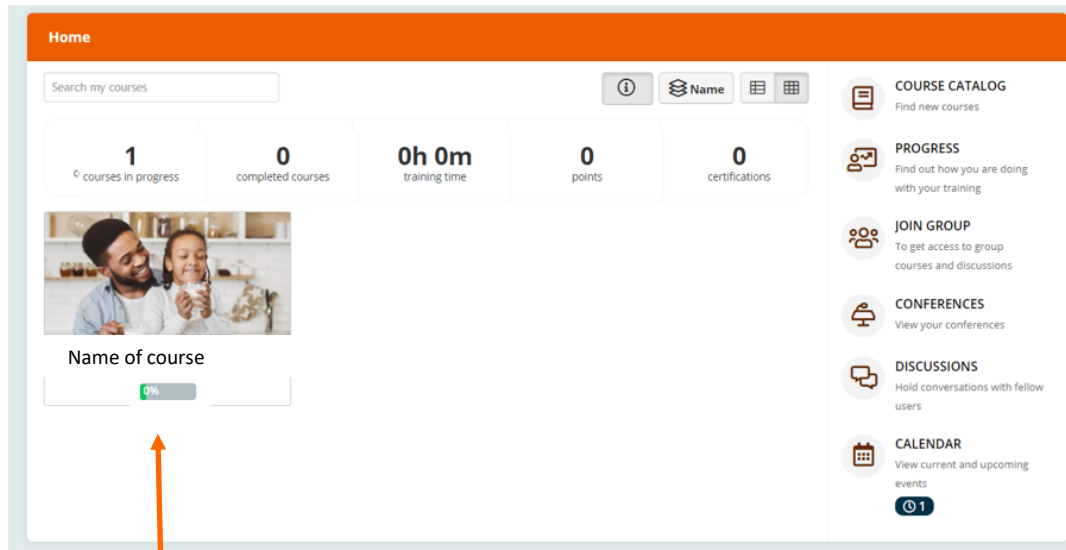 Home
Search my courses
Name
1
courses in progress
0
completed courses
0h 0m
training time
0
points
0
certifications
Name of course
0%
COURSE CATALOG
Find new courses
PROGRESS
Find out how you are doing
with your training
JOIN GROUP
To get access to group
courses and discussions
CONFERENCES
View your conferences
DISCUSSIONS
Hold conversations with fellow
users
CALENDAR
View current and upcoming
events
1